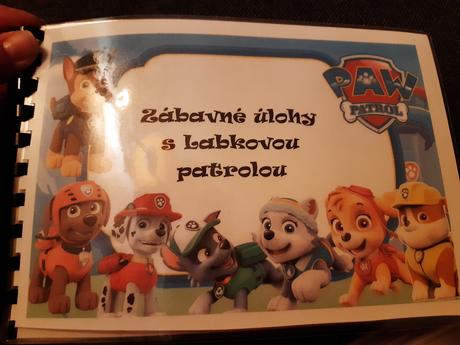 PAW
PATROL
Zábavné úlohy
s Labkovou
patrolou